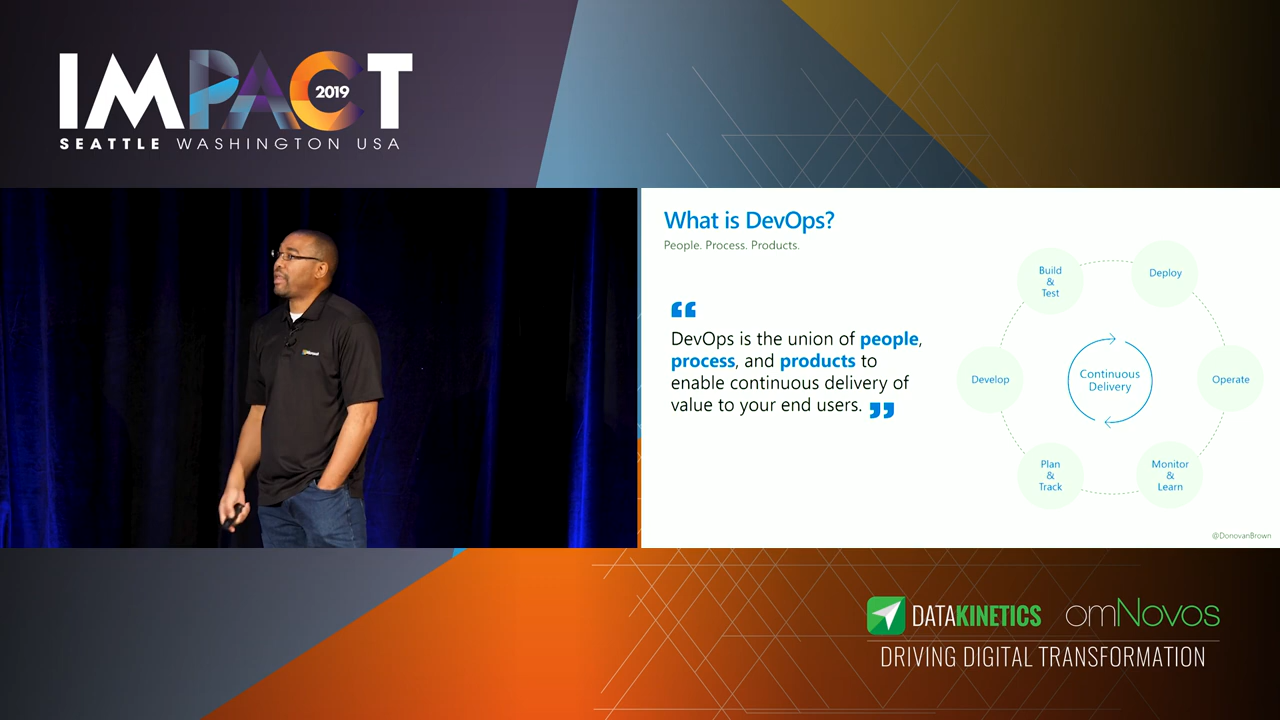 IMPACT
2019
SEATTLE WASHINGTON USA
What is DevOps?
People. Process. Products.
“
DevOps is the union of people,
process, and products to
enable continuous delivery of
value to your end users. ”
Build
&
Test
Deploy
Develop
Continuous
Delivery
Operate
Plan
&
Track
Monitor
&
Learn
@DonovanBrown
DATAKINETICS omNovos
DRIVING DIGITAL TRANSFORMATION